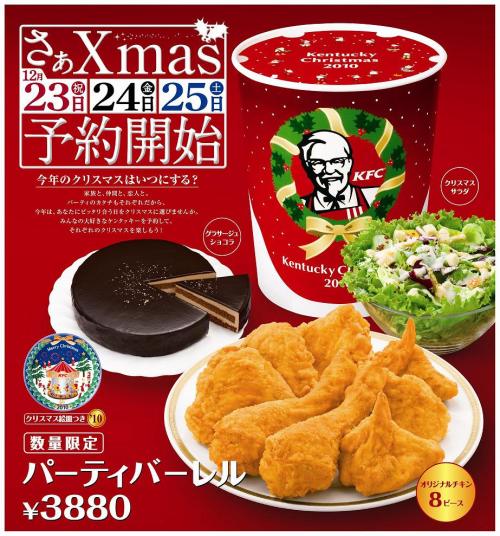 さぁXmas
12月
23日祝 24日金 25日土
予約開始
今年のクリスマスはいつにする？
家族と、仲間と、恋人と。
パーティのカタチもそれぞれだから。
今年は、あなたにピッタリ合う日をクリスマスに選びませんか。
みんなの大好きなケンタッキーを予約して、
それぞれのクリスマスを楽しもう！
Kentucky
Christmas
2010
KFC
Kentucky Christmas
2010
クリスマス
サラダ
グラサージュ
ショコラ
Merry Christmas
KFC
2010
クリスマス絵皿つき '10
数量限定
パーティバーレル
¥3880
オリジナルチキン
8ピース